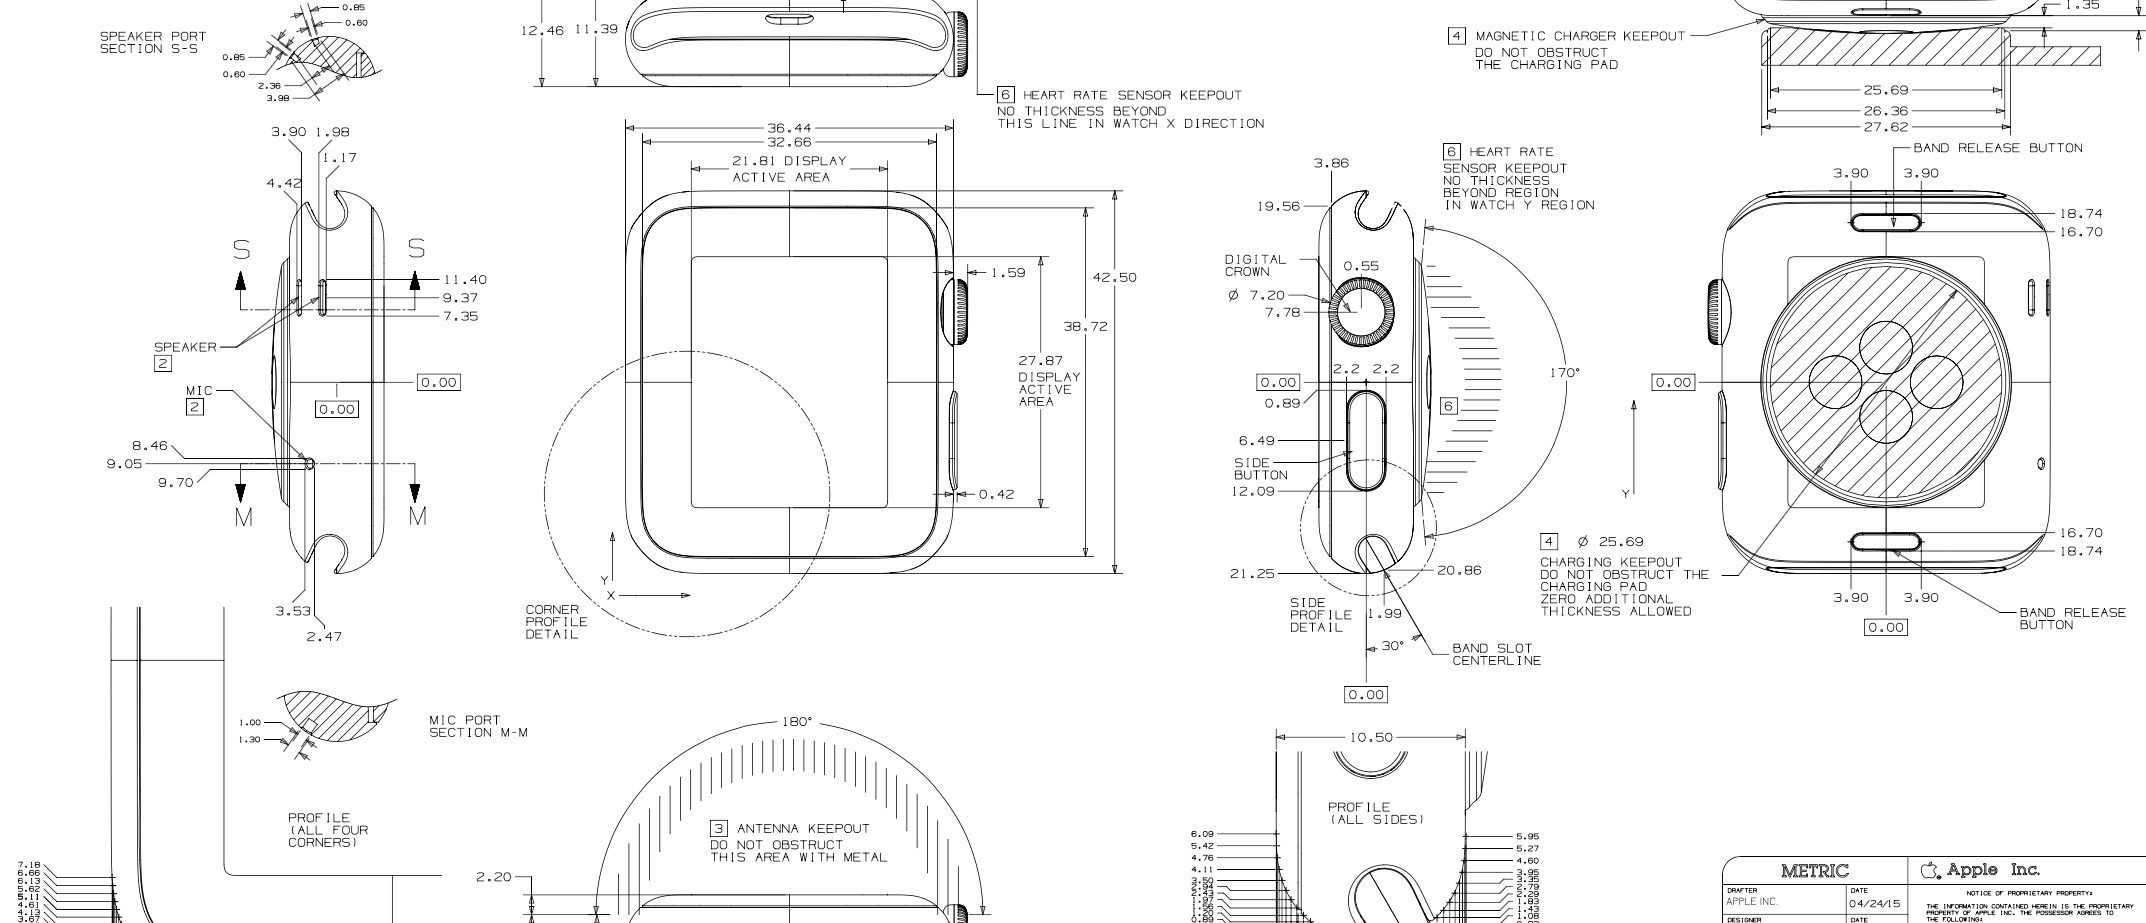 SPEAKER PORT
SECTION S-S
0.85
0.60
0.85
0.60
2.36
3.98
12.46 11.39
6 HEART RATE SENSOR KEEPOUT
NO THICKNESS BEYOND
THIS LINE IN WATCH X DIRECTION
4 MAGNETIC CHARGER KEEPOUT
DO NOT OBSTRUCT
THE CHARGING PAD
1.35
25.69
26.36
27.62
3.90 1.98
1.17
4.42
S S
11.40
9.37
7.35
SPEAKER
2
MIC
2
0.00
0.00
8.46
9.05
9.70
M M
3.53
2.47
36.44
32.66
21.81 DISPLAY
ACTIVE AREA
1.59
42.50
38.72
27.87
DISPLAY
ACTIVE
AREA
0.42
Y
X
CORNER
PROFILE
DETAIL
3.86
19.56
6 HEART RATE
SENSOR KEEPOUT
NO THICKNESS
BEYOND REGION
IN WATCH Y REGION
DIGITAL
CROWN
0.55
Ø 7.20
7.78
2.2 2.2
0.00
0.89
170°
6
6.49
SIDE
BUTTON
12.09
21.25
20.86
SIDE
PROFILE
DETAIL
1.99
30°
BAND SLOT
CENTERLINE
0.00
BAND RELEASE BUTTON
3.90 3.90
18.74
16.70
0.00
Y
4 Ø 25.69
CHARGING KEEPOUT
DO NOT OBSTRUCT THE
CHARGING PAD
ZERO ADDITIONAL
THICKNESS ALLOWED
16.70
18.74
3.90 3.90
BAND RELEASE
BUTTON
0.00
1.00
1.30
MIC PORT
SECTION M-M
PROFILE
(ALL FOUR
CORNERS)
7.18
6.66
6.13
5.62
5.11
4.61
4.13
3.67
180°
3 ANTENNA KEEPOUT
DO NOT OBSTRUCT
THIS AREA WITH METAL
2.20
10.50
PROFILE
(ALL SIDES)
6.09
5.42
4.76
4.11
3.50
2.43
1.97
1.56
1.20
0.89
5.95
5.27
4.60
3.95
3.35
2.79
2.29
1.83
1.43
1.08
METRIC
Apple Inc.
DRAFTER
APPLE INC.
DATE
04/24/15
DESIGNER
DATE
NOTICE OF PROPRIETARY PROPERTY:
THE INFORMATION CONTAINED HEREIN IS THE PROPRIETARY
PROPERTY OF APPLE INC. THE POSSESSOR AGREES TO
THE FOLLOWING: